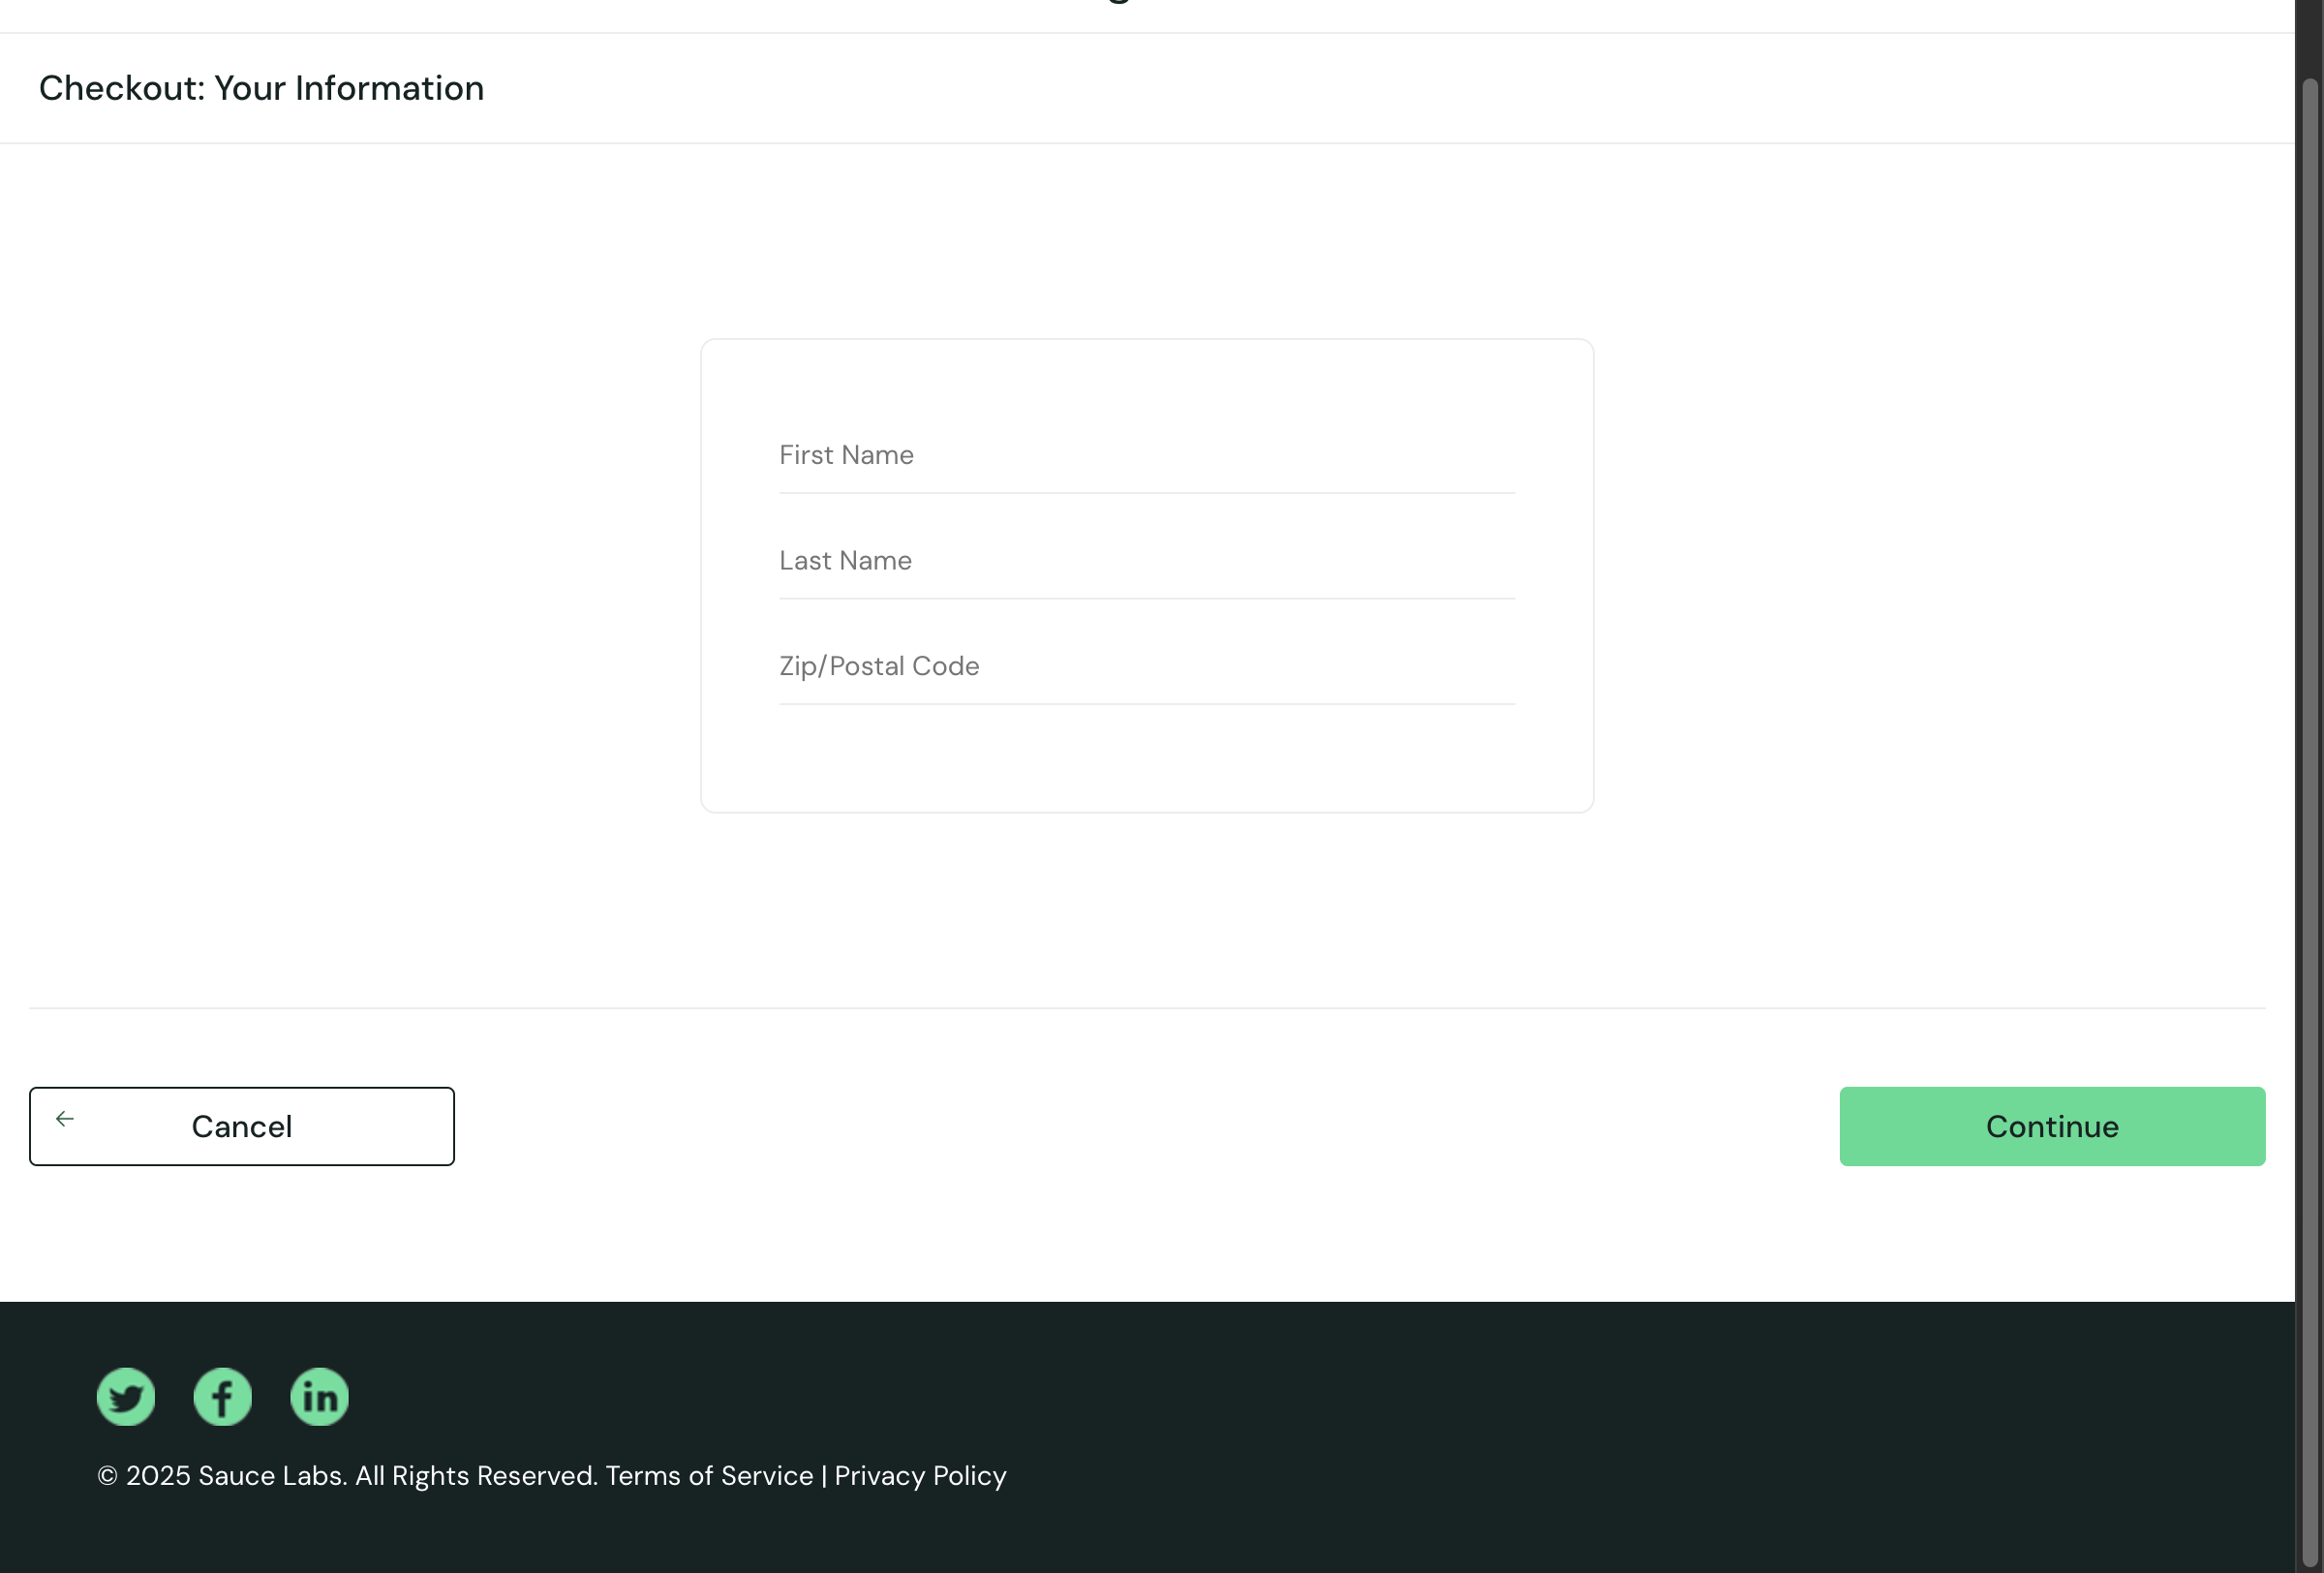 Checkout: Your Information
First Name
Last Name
Zip/Postal Code
Cancel
Continue
© 2025 Sauce Labs. All Rights Reserved. Terms of Service | Privacy Policy